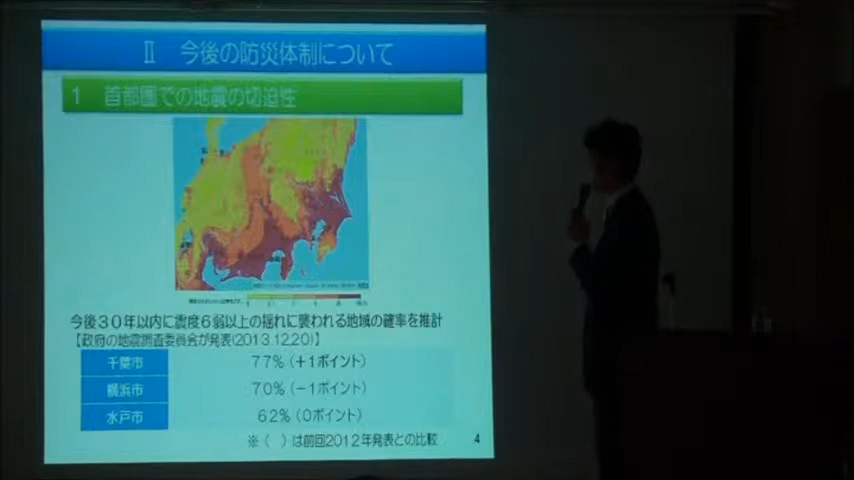 Ⅱ 今後の防災体制について
1 首都圏での地震の切迫性
今後30年以内に震度6弱以上の揺れに襲われる地域の確率を推計
【政府の地震調査委員会が発表(2013.12.20)】
千葉市 77%(+1ポイント)
横浜市 70%(-1ポイント)
水戸市 62%(0ポイント)
※( )は前回2012年発表との比較
4